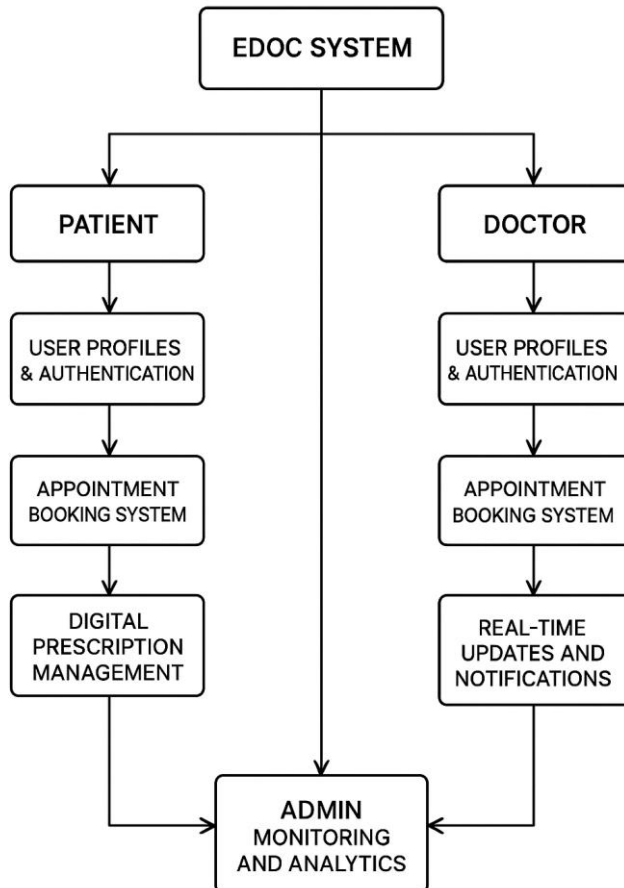 EDOC SYSTEM
PATIENT
DOCTOR
USER PROFILES
& AUTHENTICATION
USER PROFILES
& AUTHENTICATION
APPOINTMENT
BOOKING SYSTEM
APPOINTMENT
BOOKING SYSTEM
DIGITAL
PRESCRIPTION
MANAGEMENT
REAL-TIME
UPDATES AND
NOTIFICATIONS
ADMIN
MONITORING
AND ANALYTICS